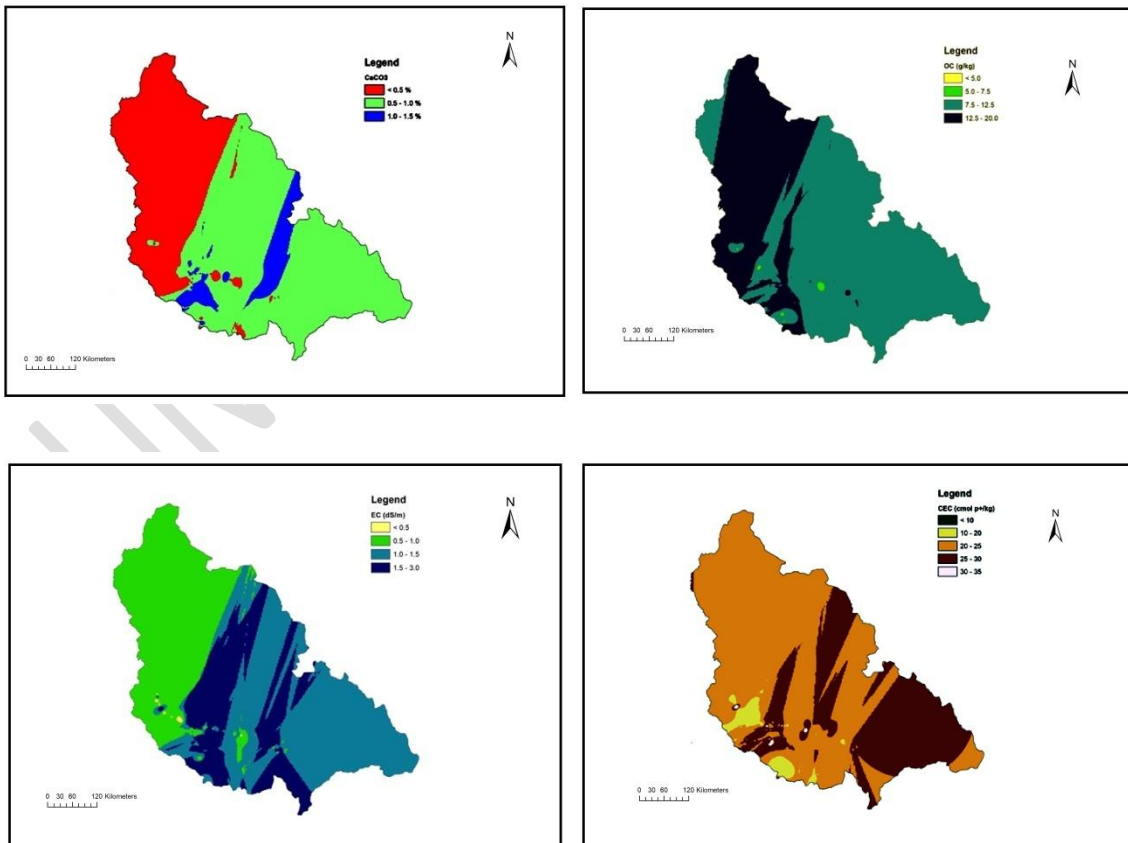 N
Legend
CaCO3
< 0.5 %
0.5 - 1.0 %
1.0 - 1.5 %
0 30 60 120 Kilometers
N
Legend
OC (g/kg)
< 5.0
5.0 - 7.5
7.5 - 12.5
12.5 - 20.0
0 30 60 120 Kilometers
N
Legend
EC (dS/m)
< 0.5
0.5 - 1.0
1.0 - 1.5
1.5 - 3.0
0 30 60 120 Kilometers
N
Legend
CEC (cmol p+/kg)
< 10
10 - 20
20 - 25
25 - 30
30 - 35
0 30 60 120 Kilometers